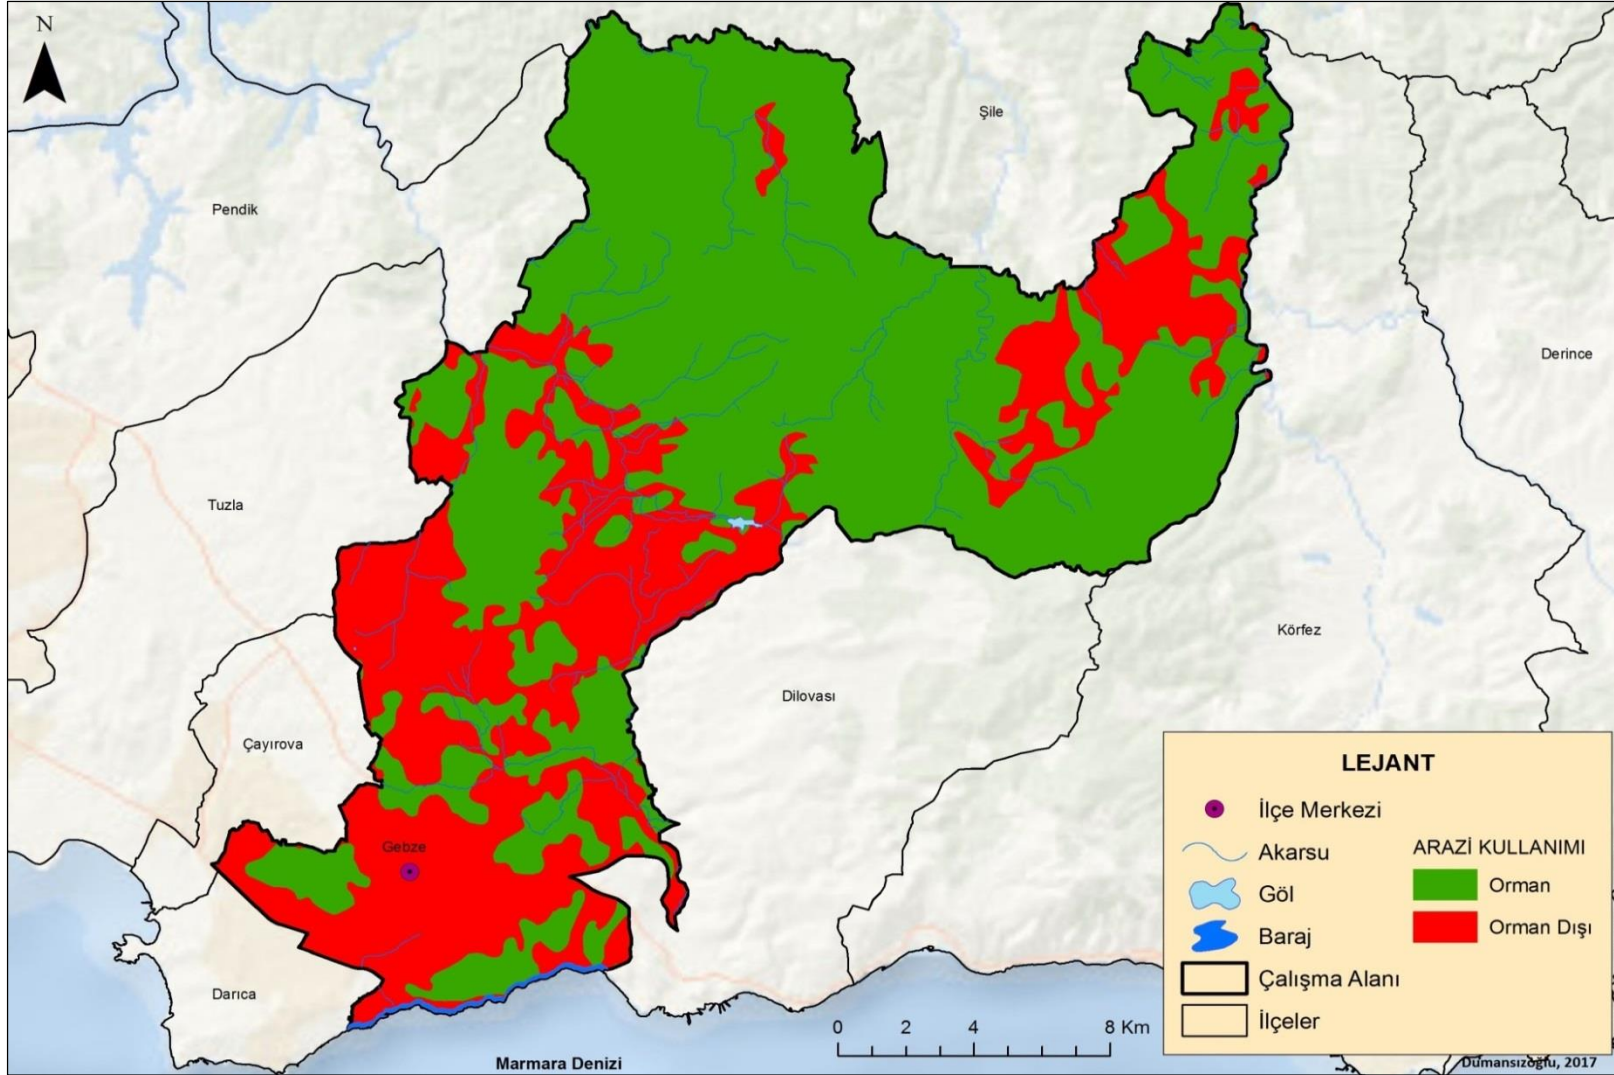 N
Şile
Pendik
Derince
Tuzla
Körfez
Dilovası
Çayırova
Gebze
Darıca
LEJANT
İlçe Merkezi
Akarsu
Göl
Baraj
Çalışma Alanı
İlçeler
ARAZİ KULLANIMI
Orman
Orman Dışı
0 2 4 8 Km
Marmara Denizi
Dumansızoğlu, 2017